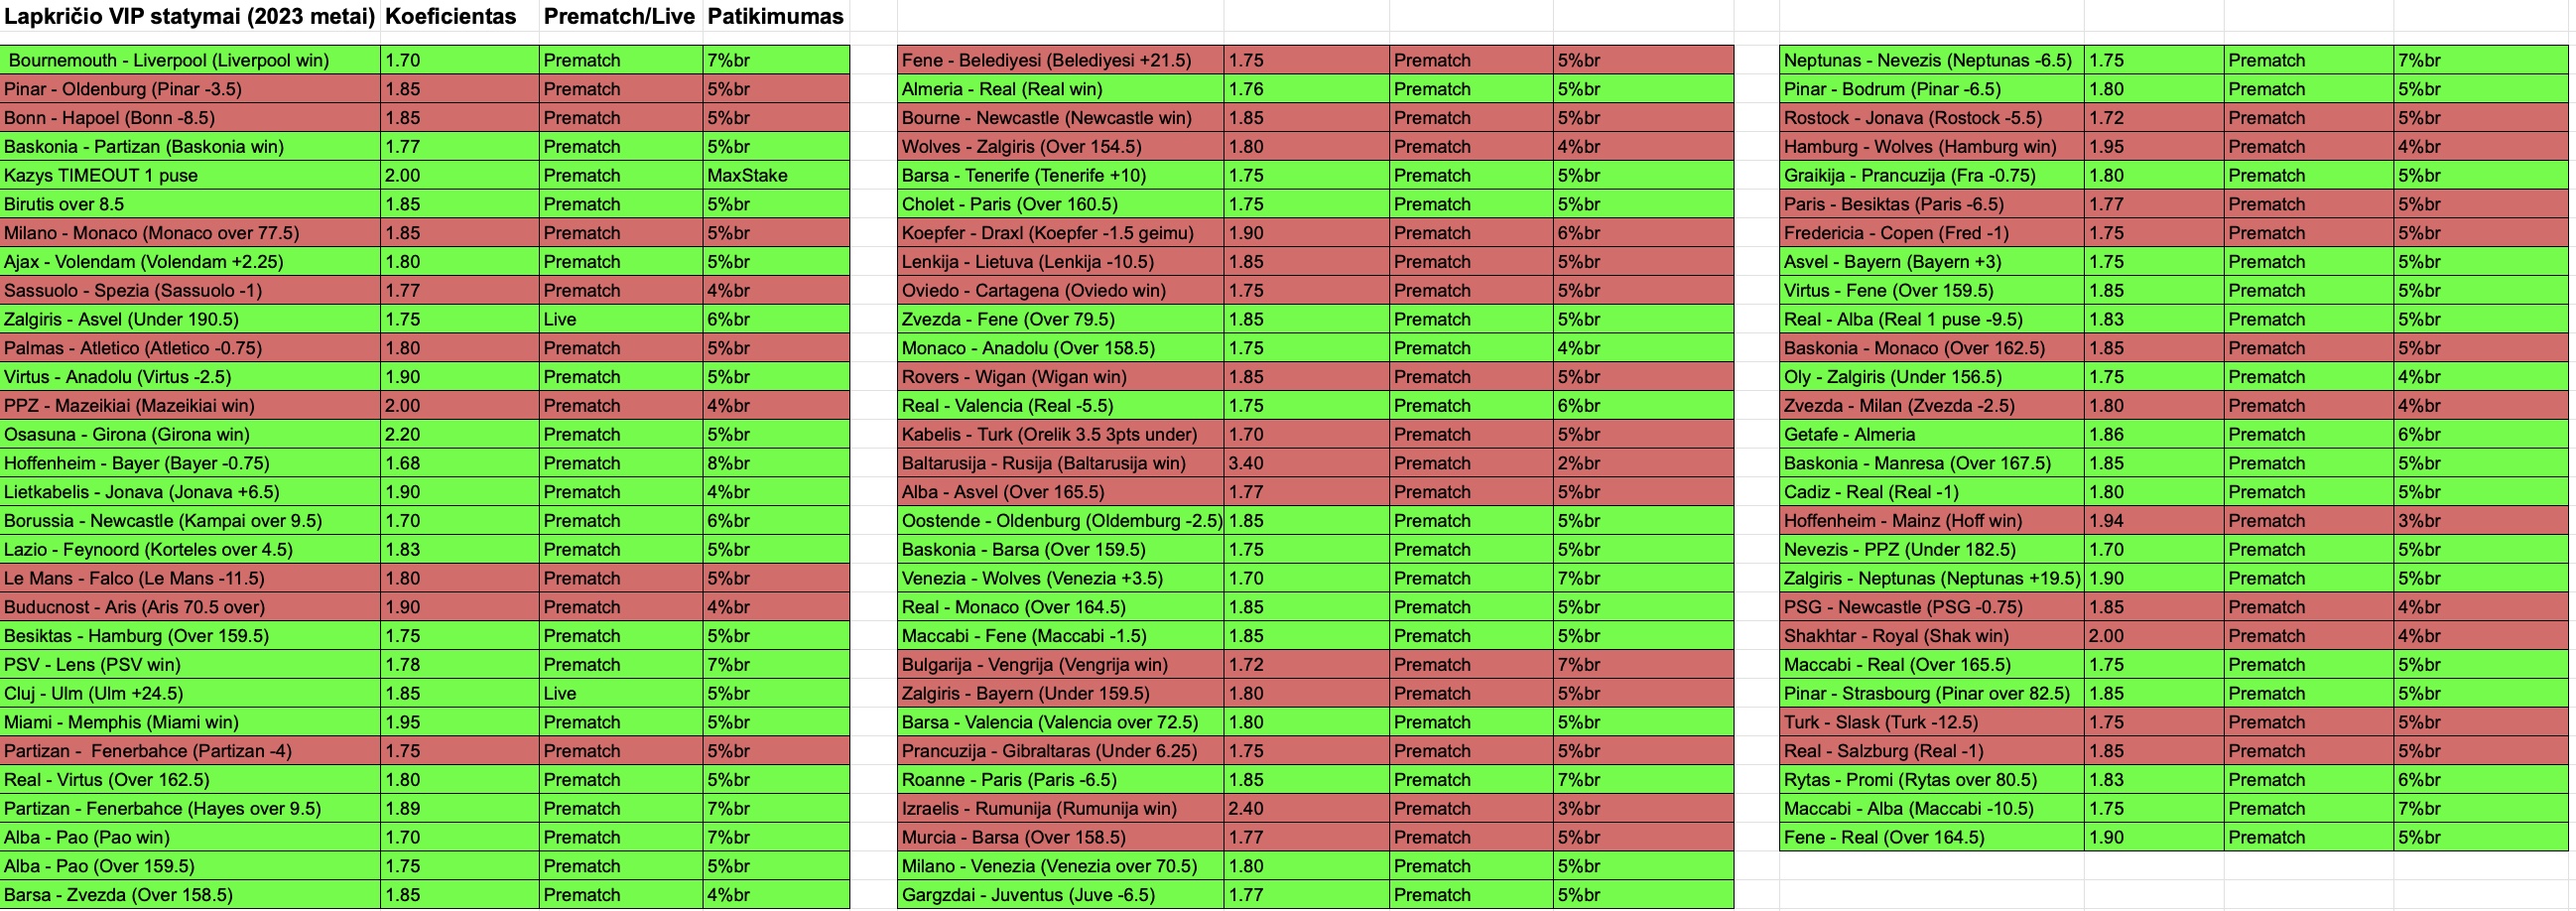 Lapkričio VIP statymai (2023 metai) Koeficientas Prematch/Live Patikimumas
Bournemouth - Liverpool (Liverpool win) 1.70 Prematch 7%br
Pinar - Oldenburg (Pinar -3.5) 1.85 Prematch 5%br
Bonn - Hapoel (Bonn -8.5) 1.85 Prematch 5%br
Baskonia - Partizan (Baskonia win) 1.77 Prematch 5%br
Kazys TIMEOUT 1 puse 2.00 Prematch MaxStake
Birutis over 8.5 1.85 Prematch 5%br
Milano - Monaco (Monaco over 77.5) 1.85 Prematch 5%br
Ajax - Volendam (Volendam +2.25) 1.80 Prematch 5%br
Sassuolo - Spezia (Sassuolo -1) 1.77 Prematch 4%br
Zalgiris - Asvel (Under 190.5) 1.75 Live 6%br
Palmas - Atletico (Atletico -0.75) 1.80 Prematch 5%br
Virtus - Anadolu (Virtus -2.5) 1.90 Prematch 5%br
PPZ - Mazeikiai (Mazeikiai win) 2.00 Prematch 4%br
Osasuna - Girona (Girona win) 2.20 Prematch 5%br
Hoffenheim - Bayer (Bayer -0.75) 1.68 Prematch 8%br
Lietkabelis - Jonava (Jonava +6.5) 1.90 Prematch 4%br
Borussia - Newcastle (Kampai over 9.5) 1.70 Prematch 6%br
Lazio - Feynoord (Korteles over 4.5) 1.83 Prematch 5%br
Le Mans - Falco (Le Mans -11.5) 1.80 Prematch 5%br
Buducnost - Aris (Aris 70.5 over) 1.90 Prematch 4%br
Besiktas - Hamburg (Over 159.5) 1.75 Prematch 5%br
PSV - Lens (PSV win) 1.78 Prematch 7%br
Cluj - Ulm (Ulm +24.5) 1.85 Live 5%br
Miami - Memphis (Miami win) 1.95 Prematch 5%br
Partizan - Fenerbahce (Partizan -4) 1.75 Prematch 5%br
Real - Virtus (Over 162.5) 1.80 Prematch 5%br
Partizan - Fenerbahce (Hayes over 9.5) 1.89 Prematch 7%br
Alba - Pao (Pao win) 1.70 Prematch 7%br
Alba - Pao (Over 159.5) 1.75 Prematch 5%br
Barsa - Zvezda (Over 158.5) 1.85 Prematch 4%br
Fene - Belediyesi (Belediyesi +21.5) 1.75 Prematch 5%br
Almeria - Real (Real win) 1.76 Prematch 5%br
Bourne - Newcastle (Newcastle win) 1.85 Prematch 5%br
Wolves - Zalgiris (Over 154.5) 1.80 Prematch 4%br
Barsa - Tenerife (Tenerife +10) 1.75 Prematch 5%br
Cholet - Paris (Over 160.5) 1.75 Prematch 5%br
Koepfer - Draxl (Koepfer -1.5 geimu) 1.90 Prematch 6%br
Lenkija - Lietuva (Lenkija -10.5) 1.85 Prematch 5%br
Oviedo - Cartagena (Oviedo win) 1.75 Prematch 5%br
Zvezda - Fene (Over 79.5) 1.85 Prematch 5%br
Monaco - Anadolu (Over 158.5) 1.75 Prematch 4%br
Rovers - Wigan (Wigan win) 1.85 Prematch 5%br
Real - Valencia (Real -5.5) 1.75 Prematch 6%br
Kabelis - Turk (Orelik 3.5 3pts under) 1.70 Prematch 5%br
Baltarusija - Rusija (Baltarusija win) 3.40 Prematch 2%br
Alba - Asvel (Over 165.5) 1.77 Prematch 5%br
Oostende - Oldenburg (Oldemburg -2.5) 1.85 Prematch 5%br
Baskonia - Barsa (Over 159.5) 1.75 Prematch 5%br
Venezia - Wolves (Venezia +3.5) 1.70 Prematch 7%br
Real - Monaco (Over 164.5) 1.85 Prematch 5%br
Maccabi - Fene (Maccabi -1.5) 1.85 Prematch 5%br
Bulgarija - Vengrija (Vengrija win) 1.72 Prematch 7%br
Zalgiris - Bayern (Under 159.5) 1.80 Prematch 5%br
Barsa - Valencia (Valencia over 72.5) 1.80 Prematch 5%br
Prancuzija - Gibraltaras (Under 6.25) 1.75 Prematch 5%br
Roanne - Paris (Paris -6.5) 1.85 Prematch 7%br
Izraelis - Rumunija (Rumunija win) 2.40 Prematch 3%br
Murcia - Barsa (Over 158.5) 1.77 Prematch 5%br
Milano - Venezia (Venezia over 70.5) 1.80 Prematch 5%br
Gargzdai - Juventus (Juve -6.5) 1.77 Prematch 5%br
Neptunas - Nevezis (Neptunas -6.5) 1.75 Prematch 7%br
Pinar - Bodrum (Pinar -6.5) 1.80 Prematch 5%br
Rostock - Jonava (Rostock -5.5) 1.72 Prematch 5%br
Hamburg - Wolves (Hamburg win) 1.95 Prematch 4%br
Graikija - Prancuzija (Fra -0.75) 1.80 Prematch 5%br
Paris - Besiktas (Paris -6.5) 1.77 Prematch 5%br
Fredericia - Copen (Fred -1) 1.75 Prematch 5%br
Asvel - Bayern (Bayern +3) 1.75 Prematch 5%br
Virtus - Fene (Over 159.5) 1.85 Prematch 5%br
Real - Alba (Real 1 puse -9.5) 1.83 Prematch 5%br
Baskonia - Monaco (Over 162.5) 1.85 Prematch 5%br
Oly - Zalgiris (Under 156.5) 1.75 Prematch 4%br
Zvezda - Milan (Zvezda -2.5) 1.80 Prematch 4%br
Getafe - Almeria 1.86 Prematch 6%br
Baskonia - Manresa (Over 167.5) 1.85 Prematch 5%br
Cadiz - Real (Real -1) 1.80 Prematch 5%br
Hoffenheim - Mainz (Hoff win) 1.94 Prematch 3%br
Nevezis - PPZ (Under 182.5) 1.70 Prematch 5%br
Zalgiris - Neptunas (Neptunas +19.5) 1.90 Prematch 5%br
PSG - Newcastle (PSG -0.75) 1.85 Prematch 4%br
Shakhtar - Royal (Shak win) 2.00 Prematch 4%br
Maccabi - Real (Over 165.5) 1.75 Prematch 5%br
Pinar - Strasbourg (Pinar over 82.5) 1.85 Prematch 5%br
Turk - Slask (Turk -12.5) 1.75 Prematch 5%br
Real - Salzburg (Real -1) 1.85 Prematch 5%br
Rytas - Promi (Rytas over 80.5) 1.83 Prematch 6%br
Maccabi - Alba (Maccabi -10.5) 1.75 Prematch 7%br
Fene - Real (Over 164.5) 1.90 Prematch 5%br